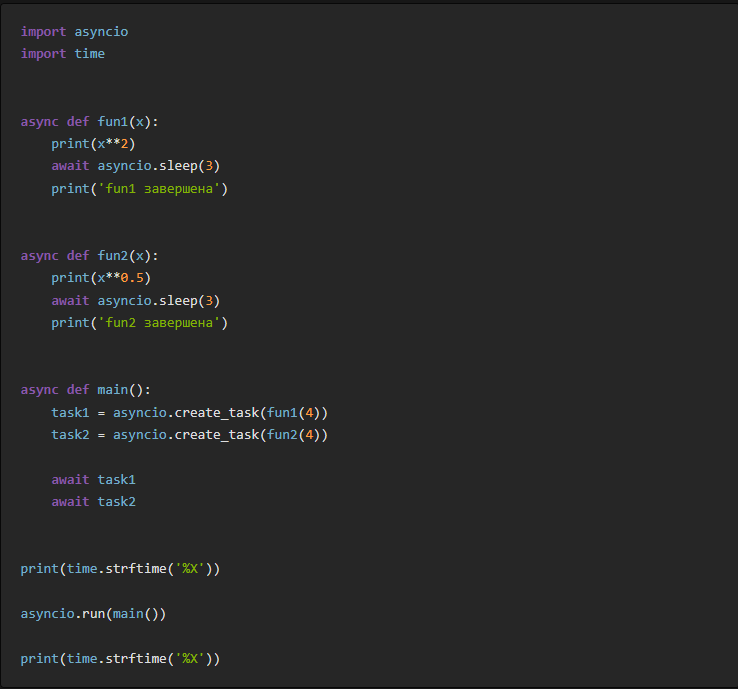 import asyncio
import time
async def fun1(x):
    print(x**2)
    await asyncio.sleep(3)
    print('fun1 завершена')
async def fun2(x):
    print(x**0.5)
    await asyncio.sleep(3)
    print('fun2 завершена')
async def main():
    task1 = asyncio.create_task(fun1(4))
    task2 = asyncio.create_task(fun2(4))
    await task1
    await task2
print(time.strftime('%X'))
asyncio.run(main())
print(time.strftime('%X'))